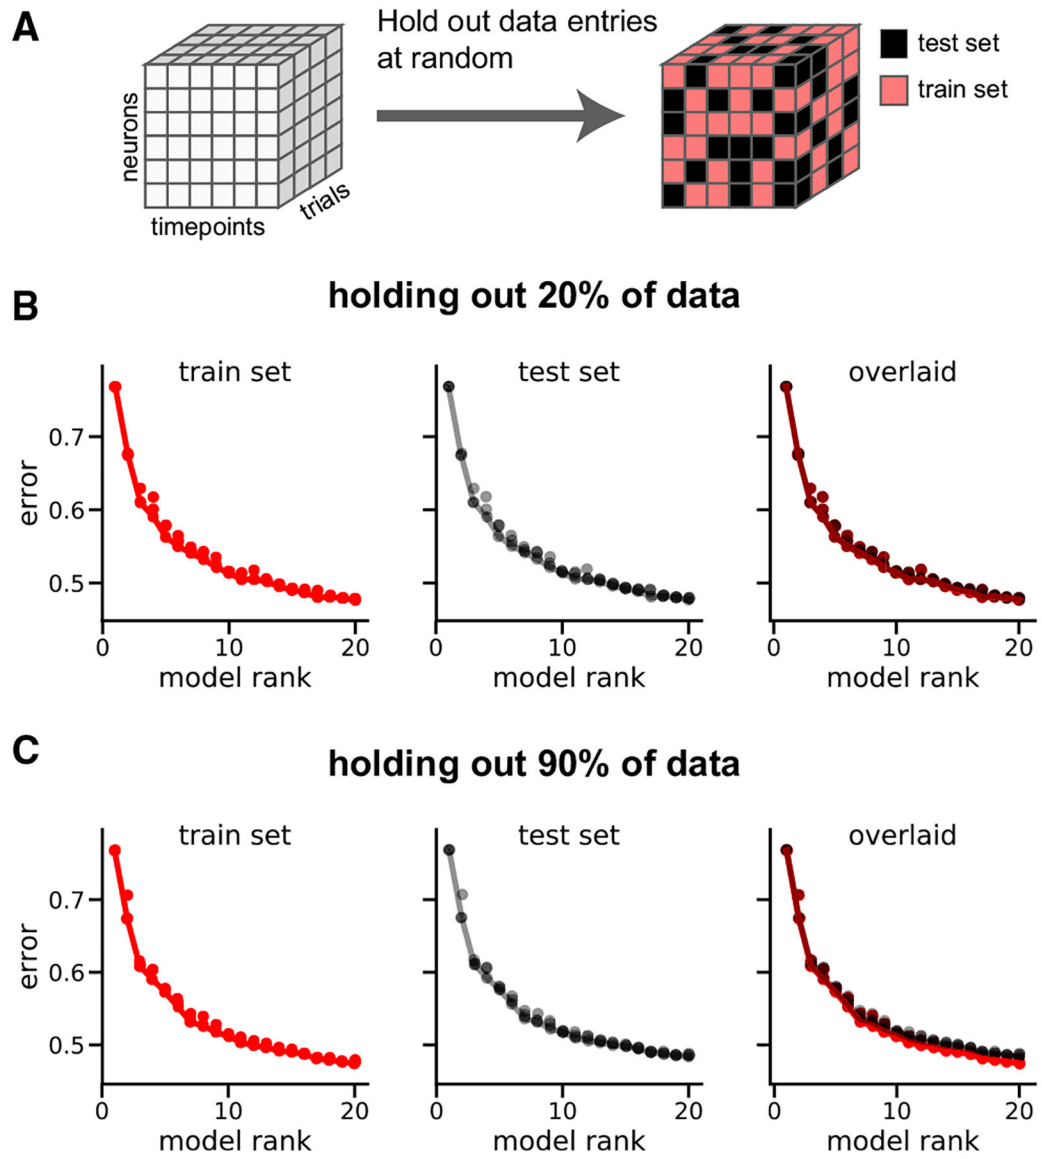 A
Hold out data entries
at random
test set
train set
neurons
timepoints
trials
B
holding out 20% of data
train set
test set
overlaid
error
0.7
0.6
0.5
0
10
20
0
10
20
0
10
20
model rank
model rank
model rank
C
holding out 90% of data
train set
test set
overlaid
error
0.7
0.6
0.5
0
10
20
0
10
20
0
10
20
model rank
model rank
model rank